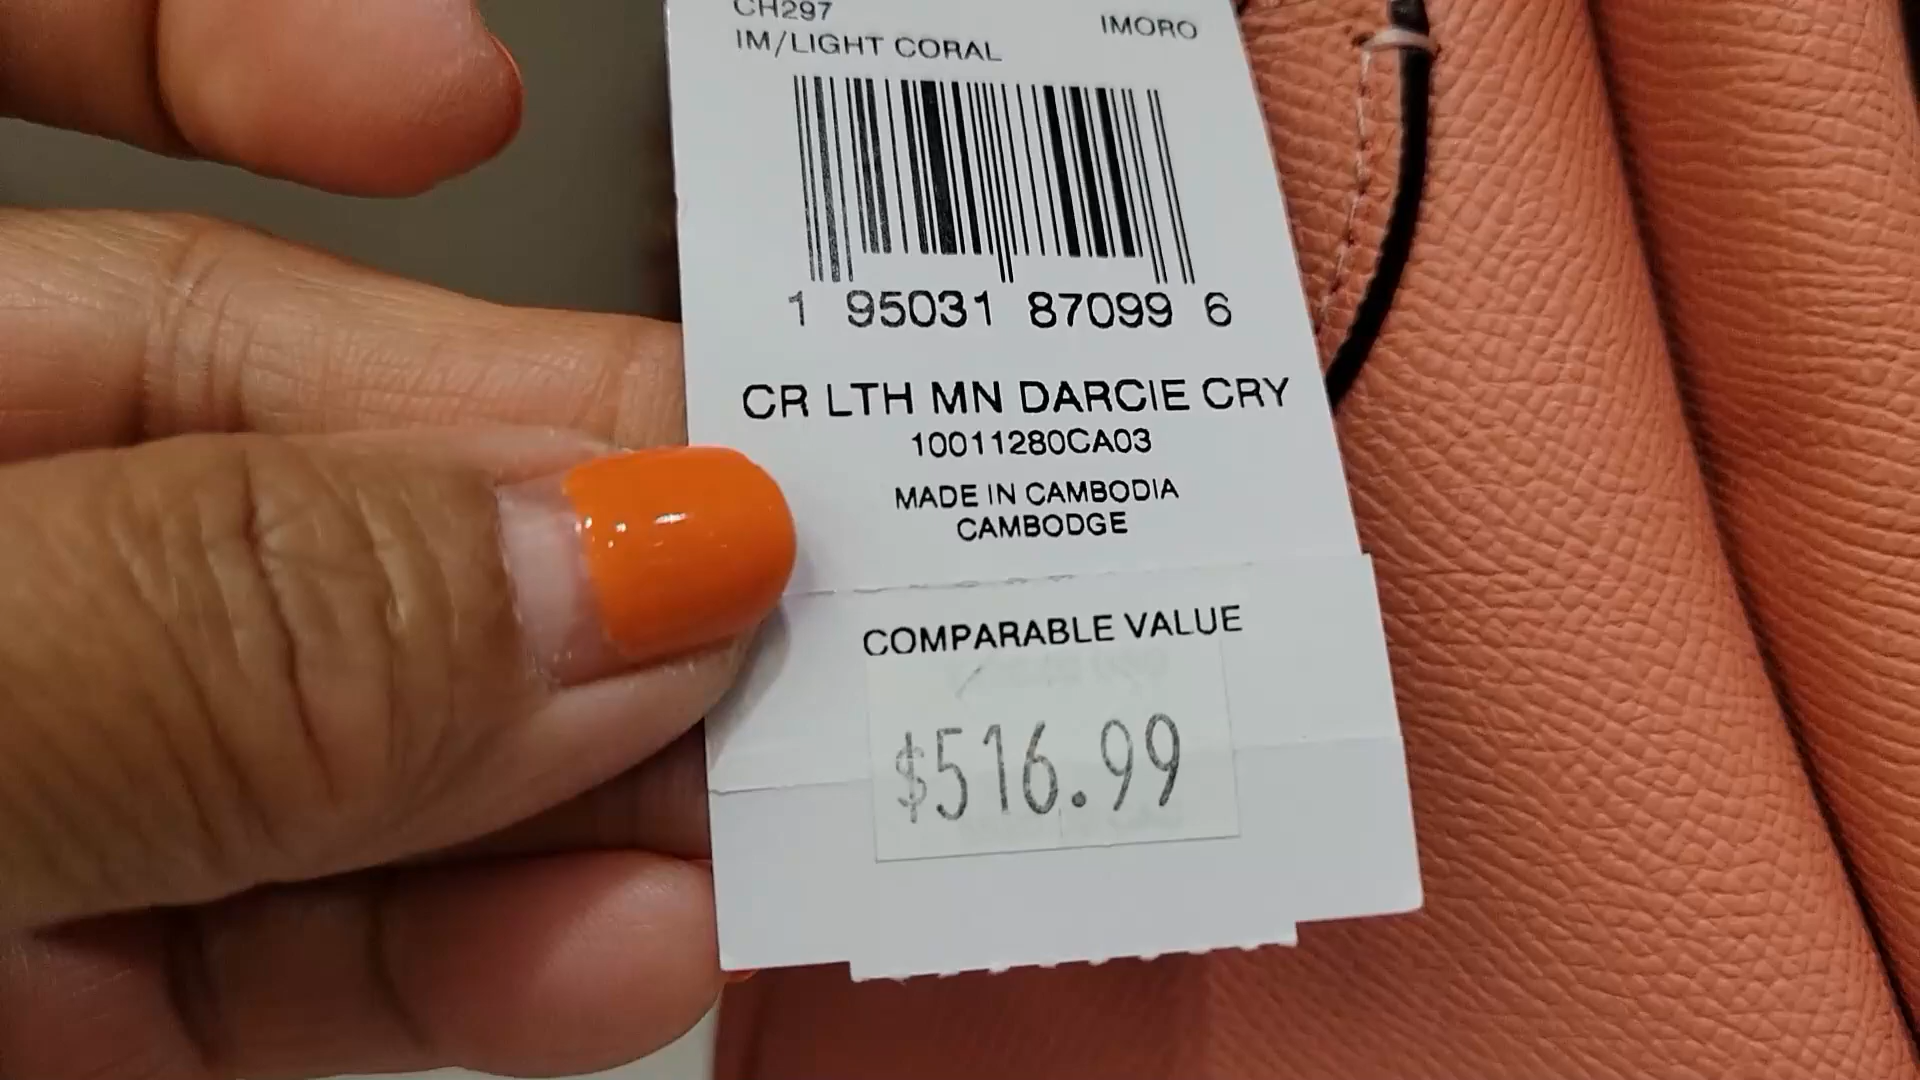 CH297
IMORO
IM/LIGHT CORAL
1 95031 87099 6
CR LTH MN DARCIE CRY
10011280CA03
MADE IN CAMBODIA
CAMBODGE
COMPARABLE VALUE
$516.99